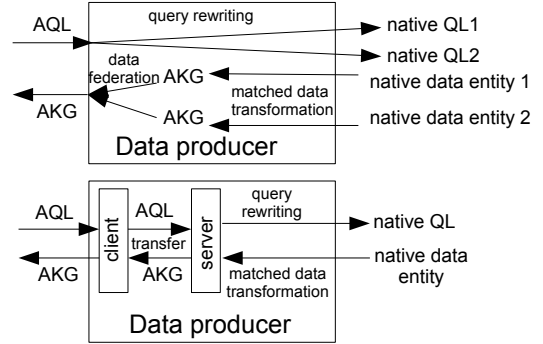 query rewriting
AQL
native QL1
native QL2
data
federation
AKG
native data entity 1
matched data
transformation
AKG
AKG
native data entity 2
Data producer
AQL
client
AQL
server
query
rewriting
native QL
transfer
AKG
AKG
matched data
transformation
native data
entity
Data producer